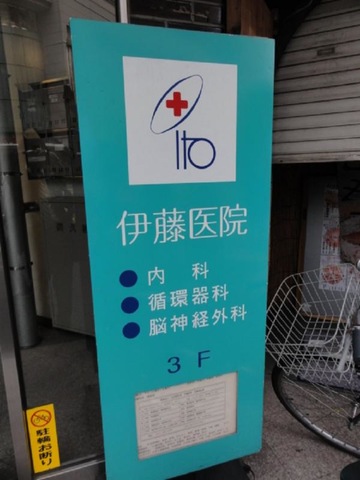 Ito
伊藤医院
内科
循環器科
脳神経外科
3F
駐輪お断り